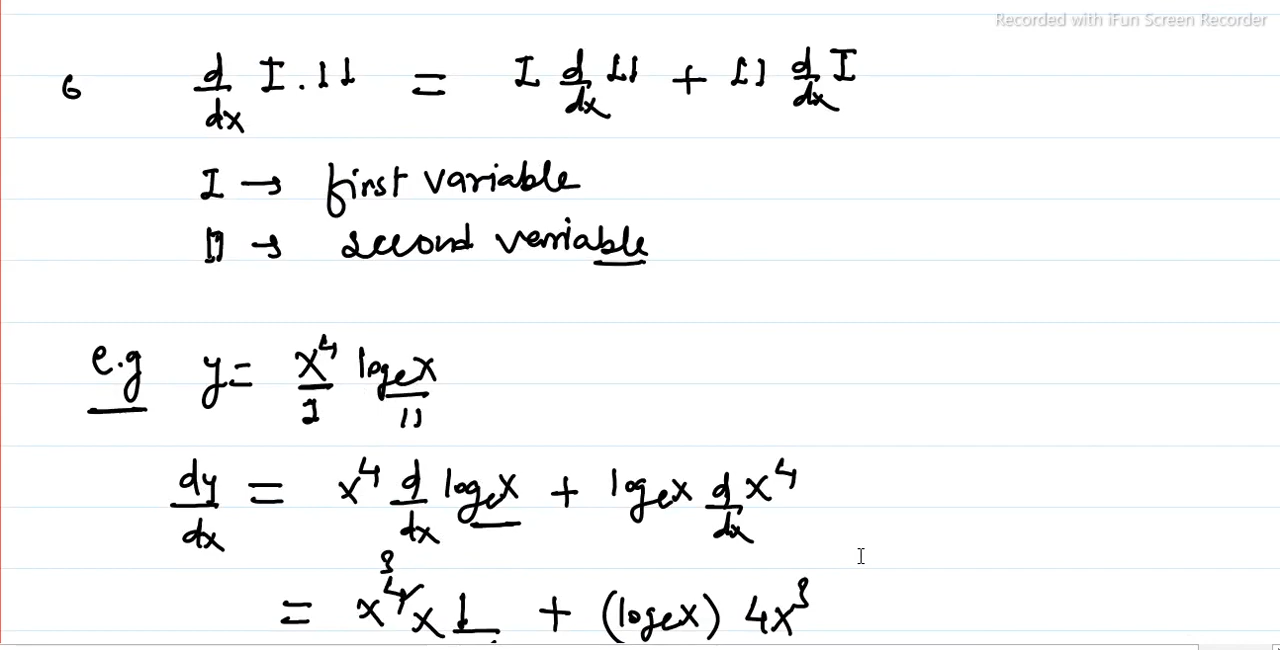 Recorded with iFun Screen Recorder
6 d/dx I . II = I d/dx II + II d/dx I
I → first variable
II → second variable
e.g y = x⁴ logₑx
I II
dy/dx = x⁴ d/dx logₑx + logₑx d/dx x⁴
3
= x⁴ x 1 + (logₑx) 4x³